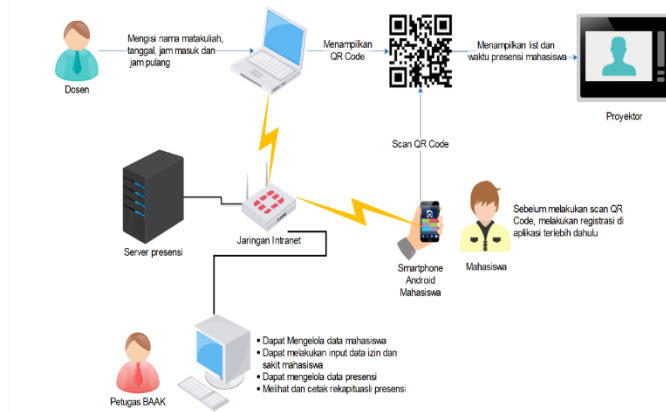 Mengisi nama matakuliah,
tanggal, jam masuk dan
jam pulang
Dosen
Menampilkan
QR Code
Menampilkan list dan
waktu presensi mahasiswa
Proyektor
Scan QR Code
Server presensi
Jaringan Intranet
Smartphone
Android
Mahasiswa
Mahasiswa
Sebelum melakukan scan QR
Code, melakukan registrasi di
aplikasi terlebih dahulu
Petugas BAAK
• Dapat Mengelola data mahasiswa
• Dapat melakukan input data izin dan
sakit mahasiswa
• Dapat mengelola data presensi
• Melihat dan cetak rekapituasli presensi